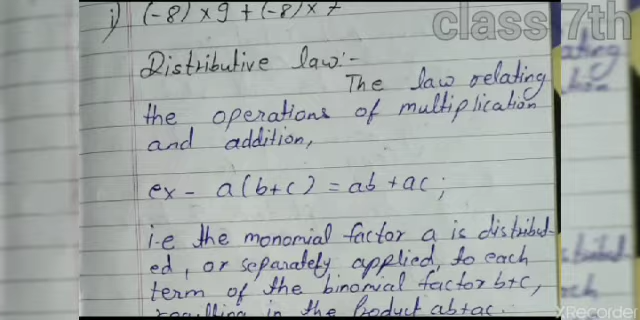 i) (-8) × 9 + (-8) × 7
class 7th
Distributive law:-
The law relating
the operations of multiplication
and addition,
ex - a(b+c) = ab + ac;
i.e the monomial factor a is distribut-
ed, or separately applied, to each
term of the binomial factor b+c,
resulting in the Product ab+ac.
XRecorder